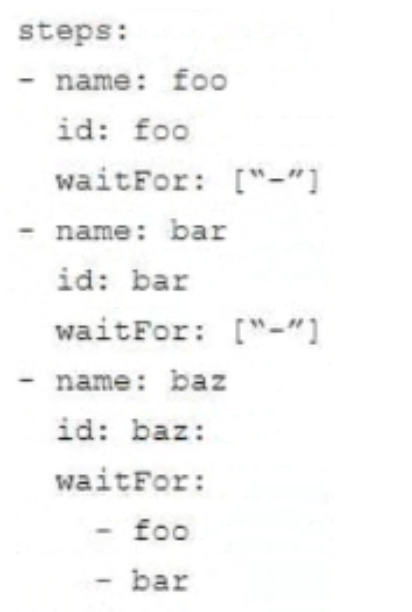 steps:
- name: foo
  id: foo
  waitFor: [“-”]
- name: bar
  id: bar
  waitFor: [“-”]
- name: baz
  id: baz:
  waitFor:
    - foo
    - bar